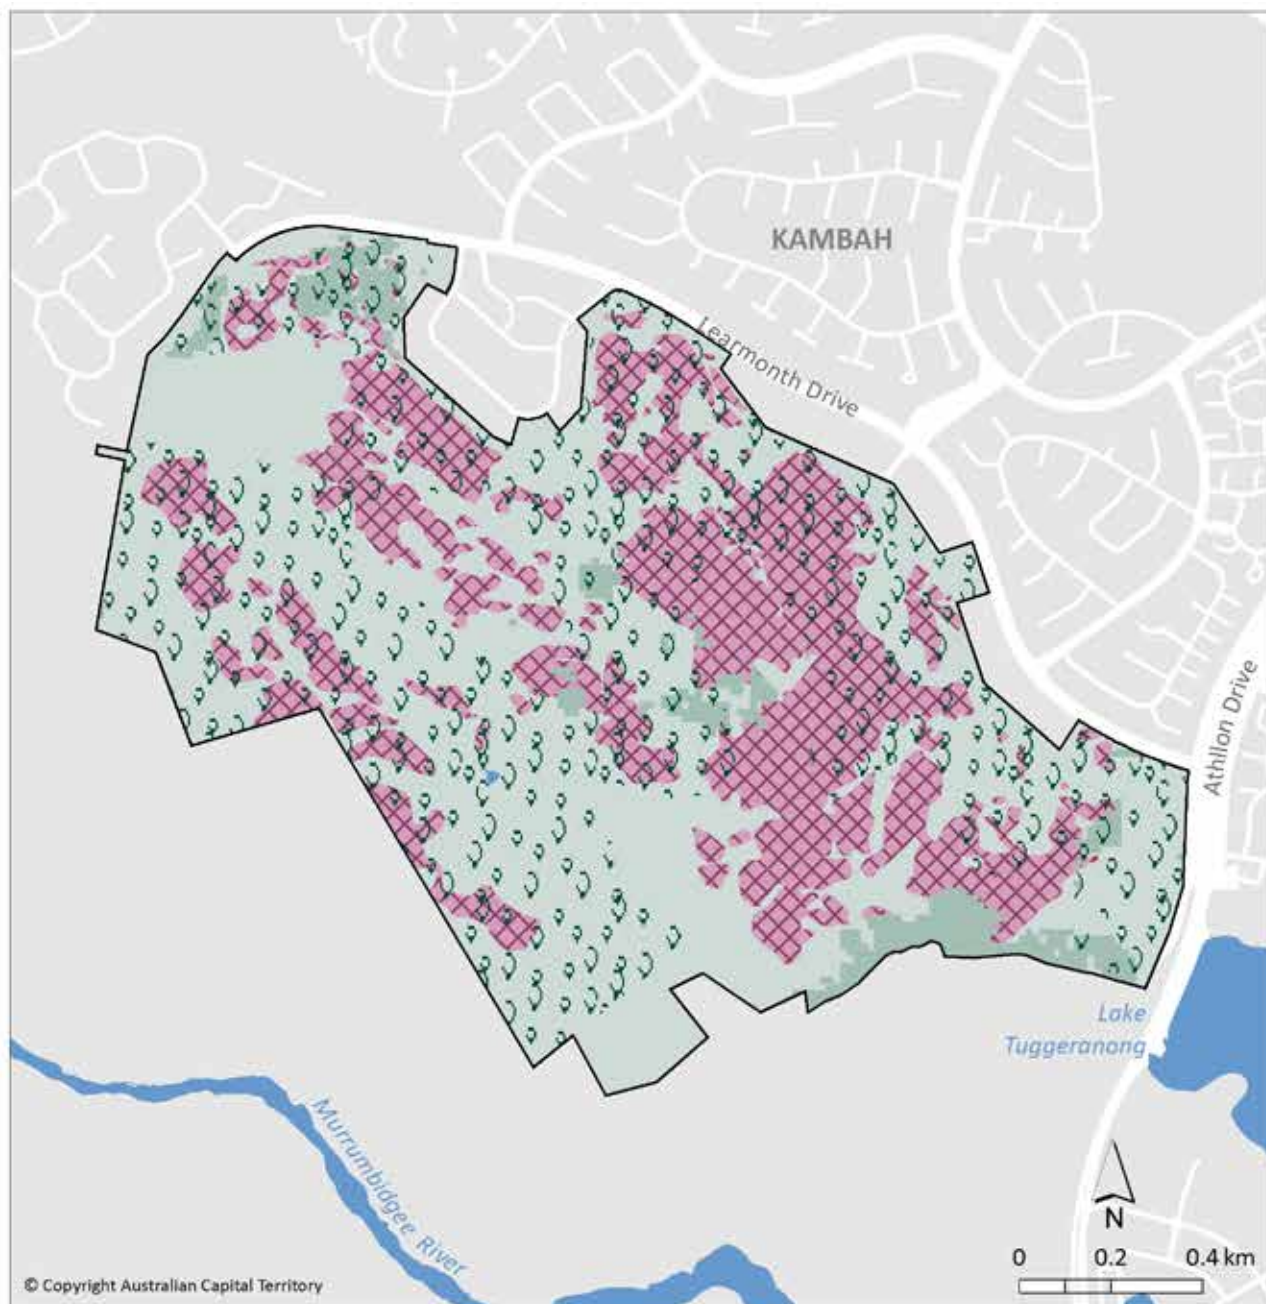 KAMBAH
Learmonth Drive
Athllon Drive
Lake
Tuggeranong
Murrumbidgee River
N
0 0.2 0.4 km
© Copyright Australian Capital Territory